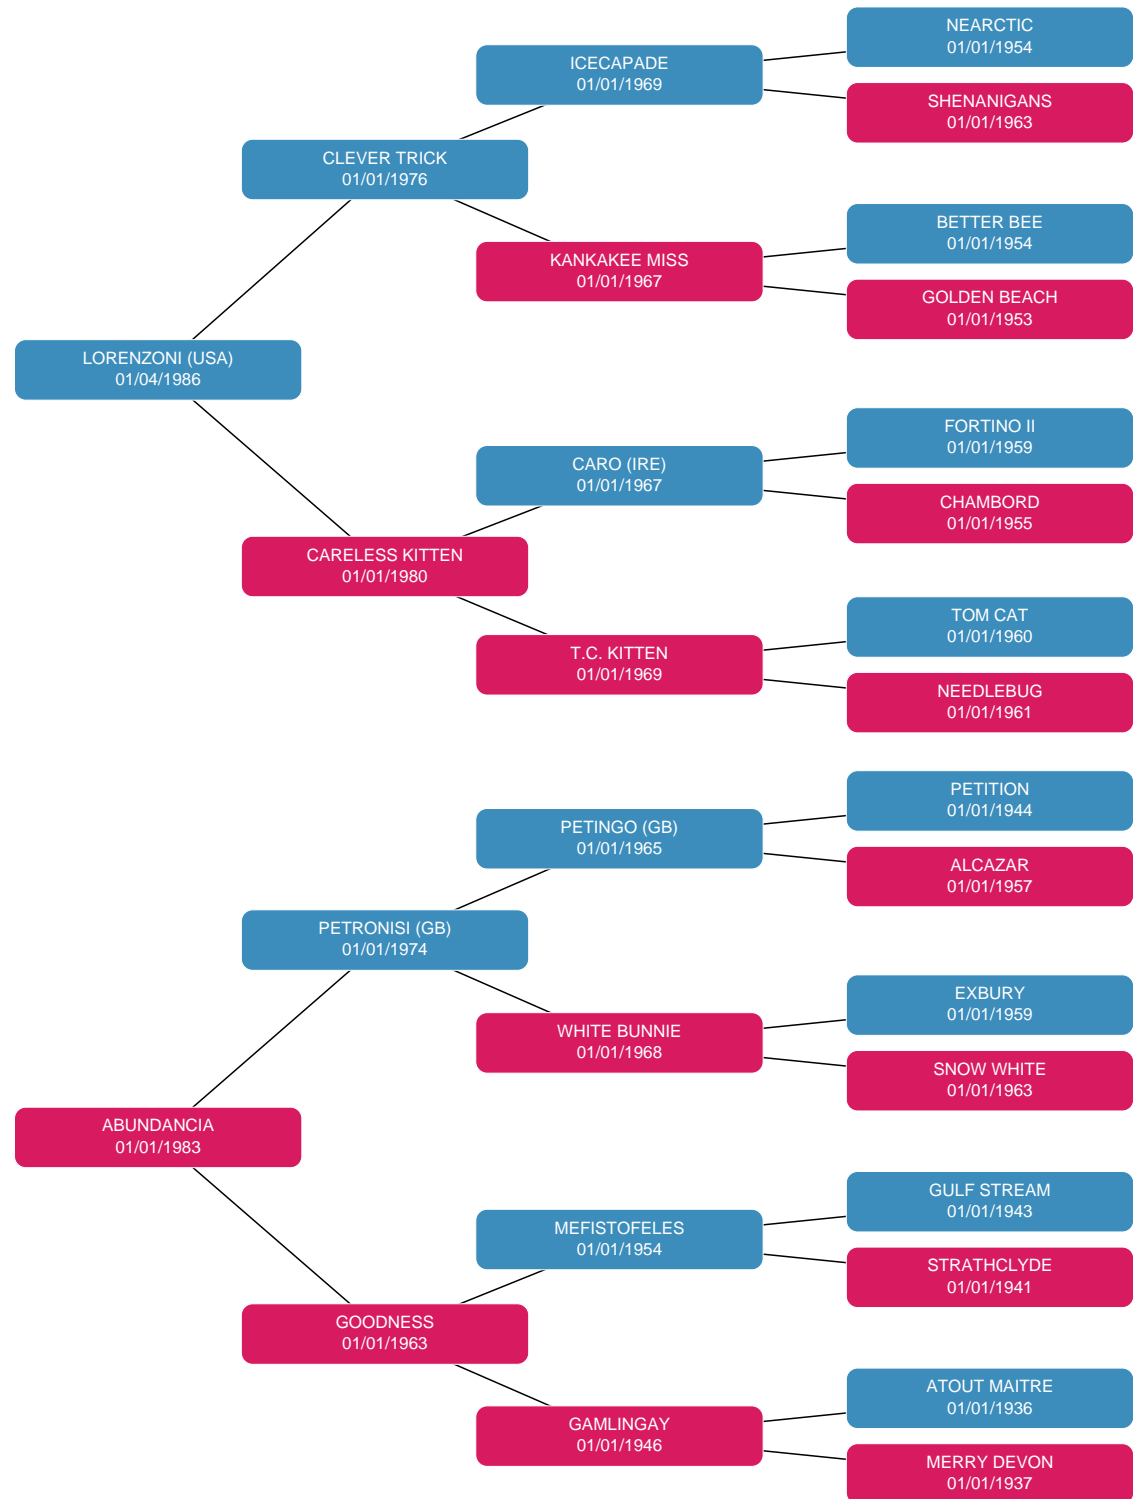 NEARCTIC
01/01/1954
ICECAPADE
01/01/1969
SHENANIGANS
01/01/1963
CLEVER TRICK
01/01/1976
BETTER BEE
01/01/1954
KANKAKEE MISS
01/01/1967
GOLDEN BEACH
01/01/1953
LORENZONI (USA)
01/04/1986
FORTINO II
01/01/1959
CARO (IRE)
01/01/1967
CHAMBORD
01/01/1955
CARELESS KITTEN
01/01/1980
TOM CAT
01/01/1960
T.C. KITTEN
01/01/1969
NEEDLEBUG
01/01/1961
PETITION
01/01/1944
PETINGO (GB)
01/01/1965
ALCAZAR
01/01/1957
PETRONISI (GB)
01/01/1974
EXBURY
01/01/1959
WHITE BUNNIE
01/01/1968
SNOW WHITE
01/01/1963
ABUNDANCIA
01/01/1983
GULF STREAM
01/01/1943
MEFISTOFELES
01/01/1954
STRATHCLYDE
01/01/1941
GOODNESS
01/01/1963
ATOUT MAITRE
01/01/1936
GAMLINGAY
01/01/1946
MERRY DEVON
01/01/1937